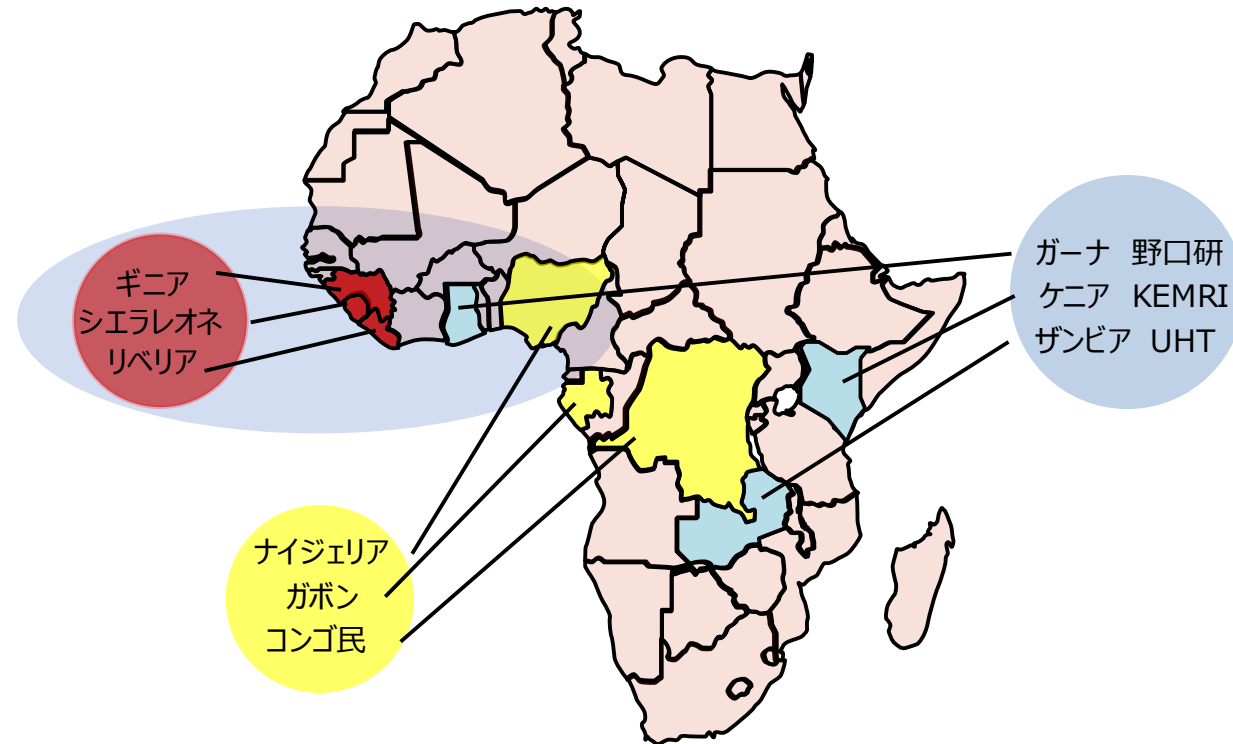 ギニア
シエラレオネ
リベリア
ガーナ 野口研
ケニア KEMRI
ザンビア UHT
ナイジェリア
ガボン
コンゴ民